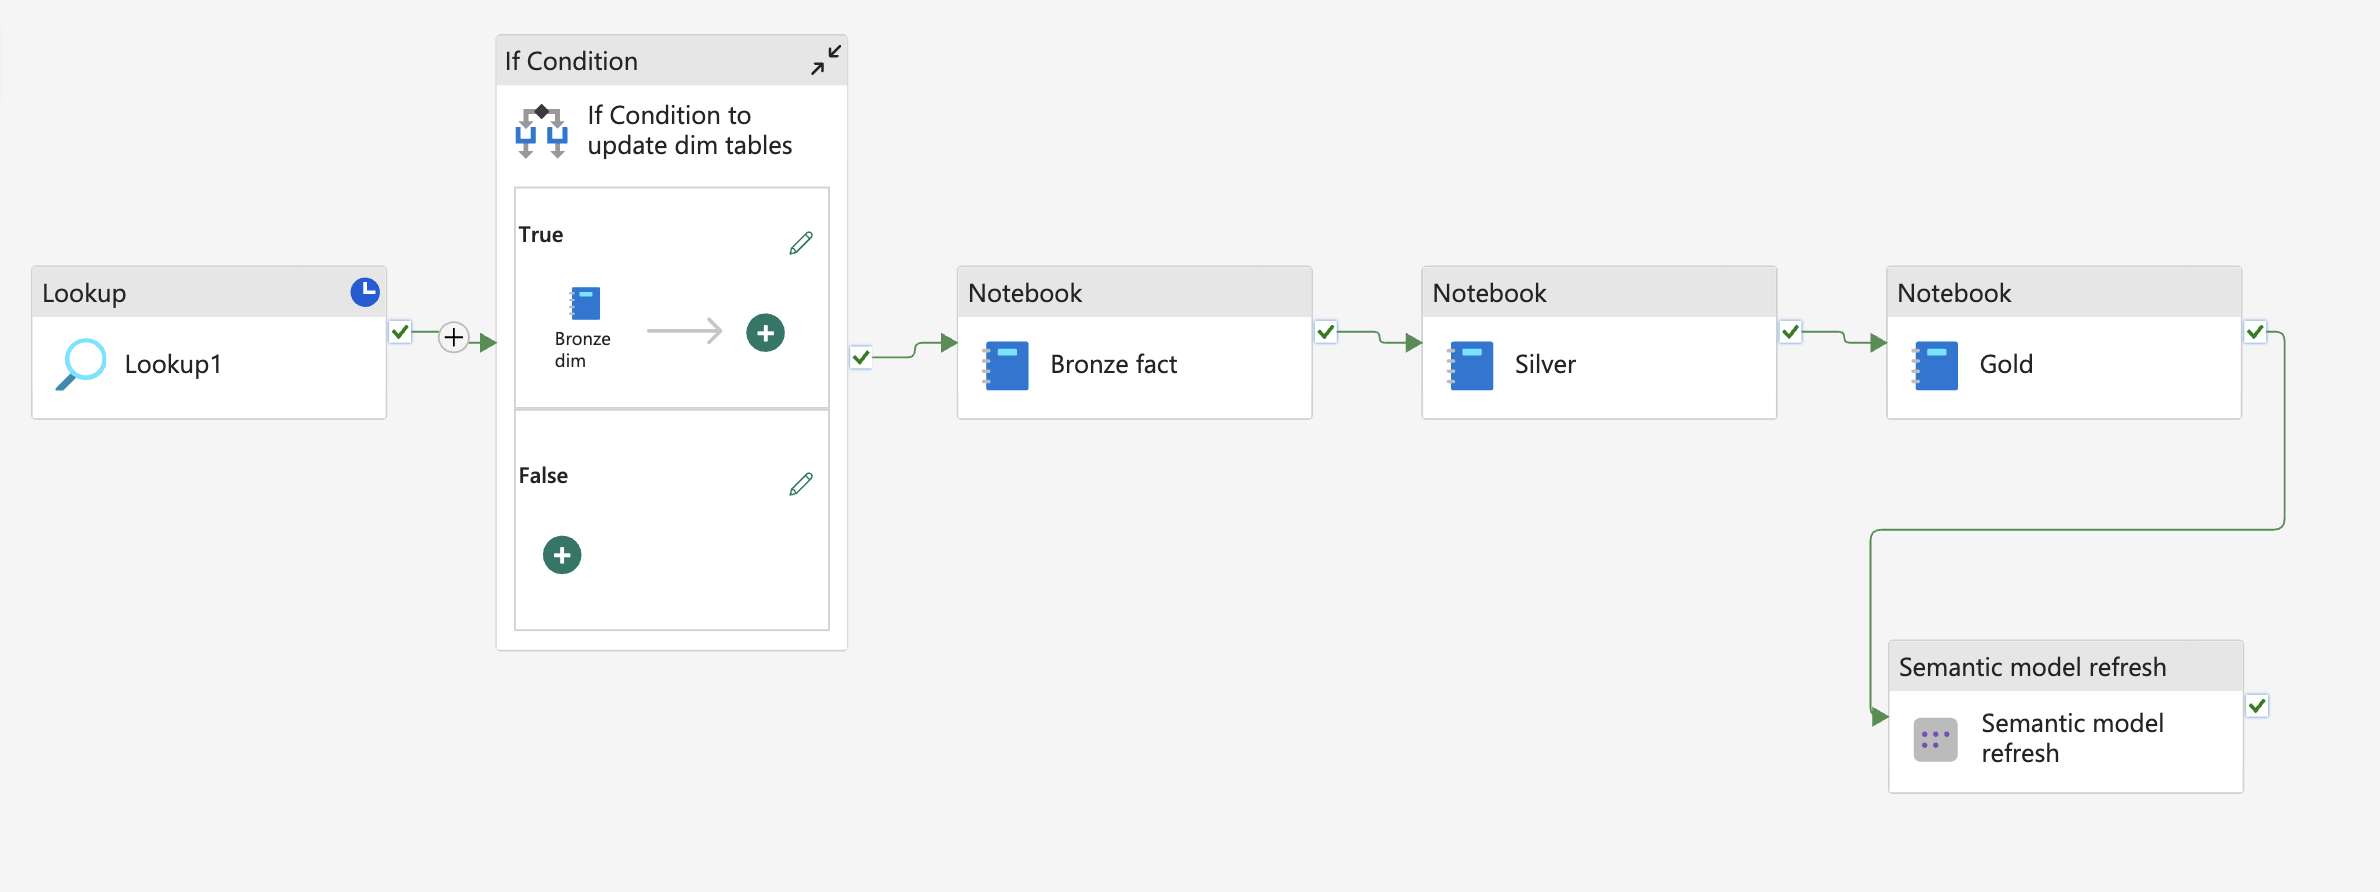 If Condition
If Condition to
update dim tables
True
Bronze
dim
False
Lookup
Lookup1
Notebook
Bronze fact
Notebook
Silver
Notebook
Gold
Semantic model refresh
Semantic model
refresh